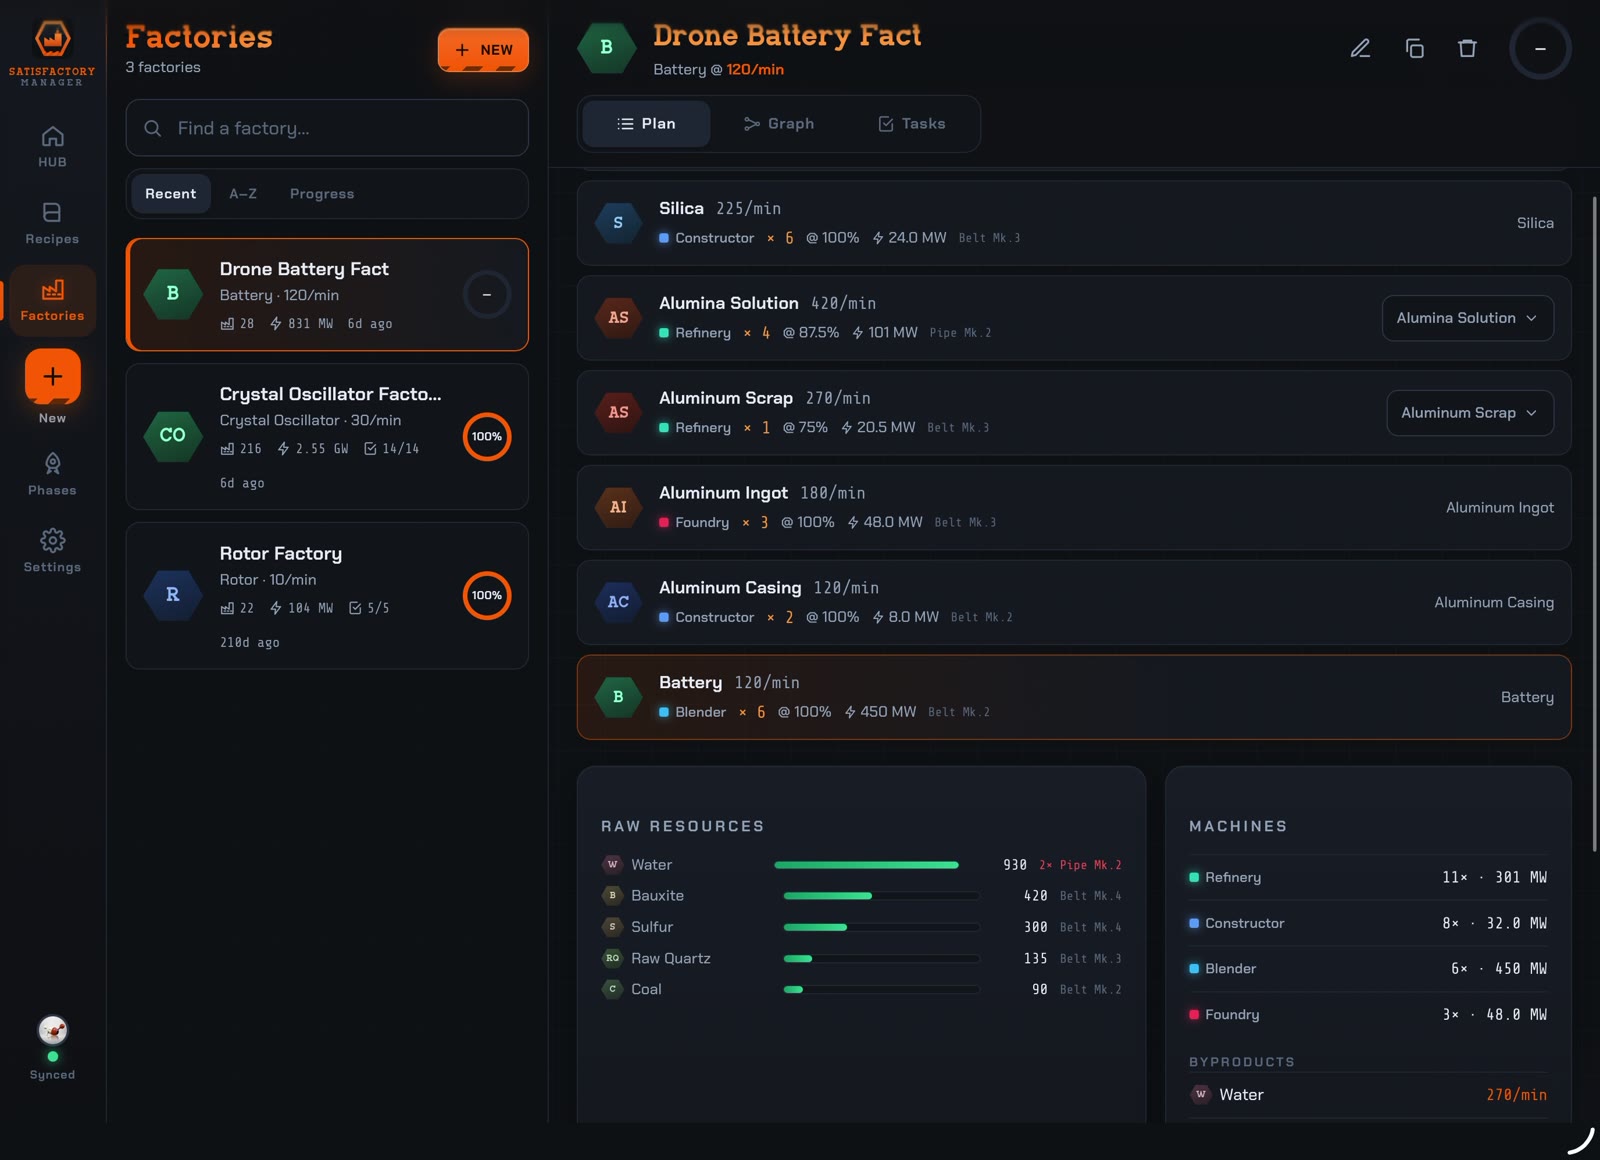 SATISFACTORY
MANAGER
HUB
Recipes
Factories
New
Phases
Settings
Synced
Factories
3 factories
NEW
Find a factory...
Recent
A–Z
Progress
B
Drone Battery Fact
Battery · 120/min
28
831 MW
6d ago
–
CO
Crystal Oscillator Facto...
Crystal Oscillator · 30/min
216
2.55 GW
14/14
6d ago
100%
R
Rotor Factory
Rotor · 10/min
22
104 MW
5/5
210d ago
100%
B
Drone Battery Fact
Battery @ 120/min
–
Plan
Graph
Tasks
S
Silica 225/min
Constructor × 6 @ 100% 24.0 MW Belt Mk.3
Silica
AS
Alumina Solution 420/min
Refinery × 4 @ 87.5% 101 MW Pipe Mk.2
Alumina Solution
AS
Aluminum Scrap 270/min
Refinery × 1 @ 75% 20.5 MW Belt Mk.3
Aluminum Scrap
AI
Aluminum Ingot 180/min
Foundry × 3 @ 100% 48.0 MW Belt Mk.3
Aluminum Ingot
AC
Aluminum Casing 120/min
Constructor × 2 @ 100% 8.0 MW Belt Mk.2
Aluminum Casing
B
Battery 120/min
Blender × 6 @ 100% 450 MW Belt Mk.2
Battery
RAW RESOURCES
W Water 930 2× Pipe Mk.2
B Bauxite 420 Belt Mk.4
S Sulfur 300 Belt Mk.4
RQ Raw Quartz 135 Belt Mk.3
C Coal 90 Belt Mk.2
MACHINES
Refinery 11× · 301 MW
Constructor 8× · 32.0 MW
Blender 6× · 450 MW
Foundry 3× · 48.0 MW
BYPRODUCTS
W Water 270/min